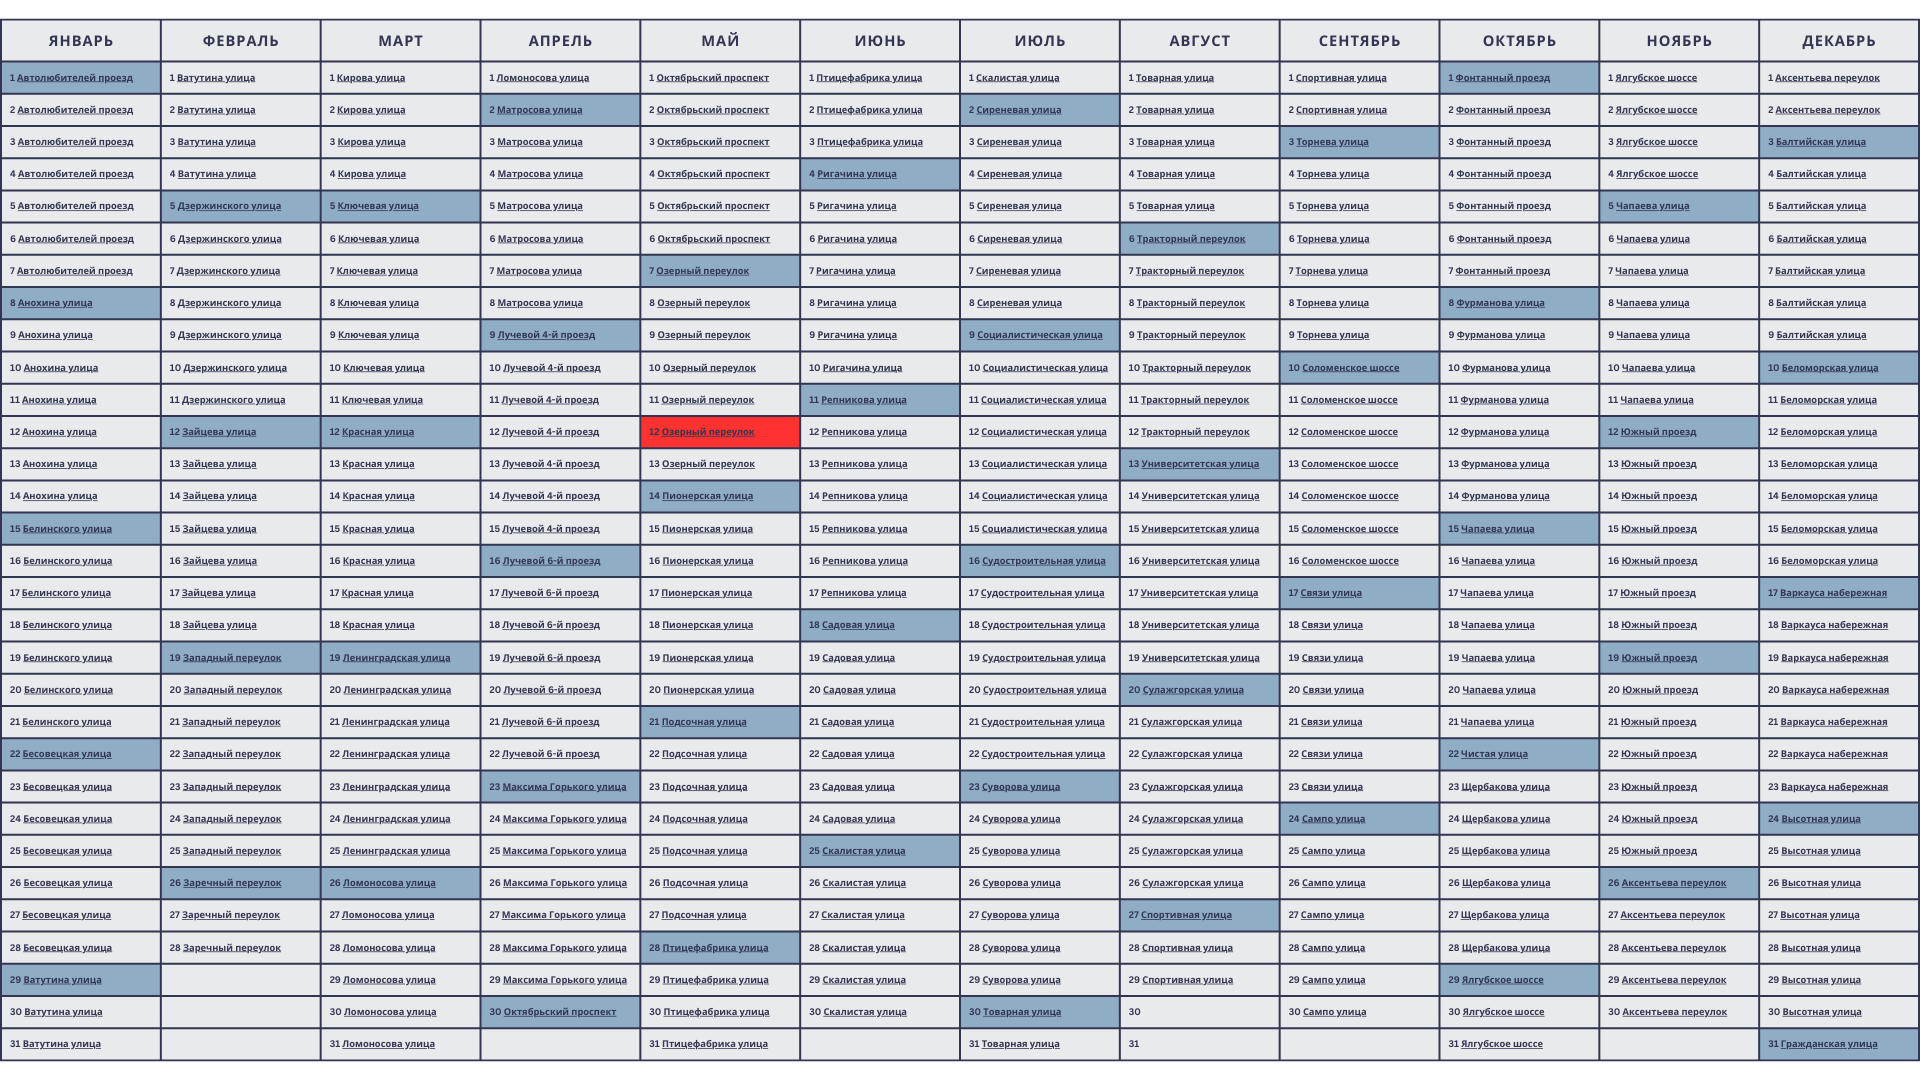 ЯНВАРЬ ФЕВРАЛЬ МАРТ АПРЕЛЬ МАЙ ИЮНЬ ИЮЛЬ АВГУСТ СЕНТЯБРЬ ОКТЯБРЬ НОЯБРЬ ДЕКАБРЬ
1 Автолюбителей проезд 1 Ватутина улица 1 Кирова улица 1 Ломоносова улица 1 Октябрьский проспект 1 Птицефабрика улица 1 Скалистая улица 1 Товарная улица 1 Спортивная улица 1 Фонтанный проезд 1 Ялгубское шоссе 1 Аксентьева переулок
2 Автолюбителей проезд 2 Ватутина улица 2 Кирова улица 2 Матросова улица 2 Октябрьский проспект 2 Птицефабрика улица 2 Сиреневая улица 2 Товарная улица 2 Спортивная улица 2 Фонтанный проезд 2 Ялгубское шоссе 2 Аксентьева переулок
3 Автолюбителей проезд 3 Ватутина улица 3 Кирова улица 3 Матросова улица 3 Октябрьский проспект 3 Птицефабрика улица 3 Сиреневая улица 3 Товарная улица 3 Торнева улица 3 Фонтанный проезд 3 Ялгубское шоссе 3 Балтийская улица
4 Автолюбителей проезд 4 Ватутина улица 4 Кирова улица 4 Матросова улица 4 Октябрьский проспект 4 Ригачина улица 4 Сиреневая улица 4 Товарная улица 4 Торнева улица 4 Фонтанный проезд 4 Ялгубское шоссе 4 Балтийская улица
5 Автолюбителей проезд 5 Дзержинского улица 5 Ключевая улица 5 Матросова улица 5 Октябрьский проспект 5 Ригачина улица 5 Сиреневая улица 5 Товарная улица 5 Торнева улица 5 Фонтанный проезд 5 Чапаева улица 5 Балтийская улица
6 Автолюбителей проезд 6 Дзержинского улица 6 Ключевая улица 6 Матросова улица 6 Октябрьский проспект 6 Ригачина улица 6 Сиреневая улица 6 Тракторный переулок 6 Торнева улица 6 Фонтанный проезд 6 Чапаева улица 6 Балтийская улица
7 Автолюбителей проезд 7 Дзержинского улица 7 Ключевая улица 7 Матросова улица 7 Озерный переулок 7 Ригачина улица 7 Сиреневая улица 7 Тракторный переулок 7 Торнева улица 7 Фонтанный проезд 7 Чапаева улица 7 Балтийская улица
8 Анохина улица 8 Дзержинского улица 8 Ключевая улица 8 Матросова улица 8 Озерный переулок 8 Ригачина улица 8 Сиреневая улица 8 Тракторный переулок 8 Торнева улица 8 Фурманова улица 8 Чапаева улица 8 Балтийская улица
9 Анохина улица 9 Дзержинского улица 9 Ключевая улица 9 Лучевой 4-й проезд 9 Озерный переулок 9 Ригачина улица 9 Социалистическая улица 9 Тракторный переулок 9 Торнева улица 9 Фурманова улица 9 Чапаева улица 9 Балтийская улица
10 Анохина улица 10 Дзержинского улица 10 Ключевая улица 10 Лучевой 4-й проезд 10 Озерный переулок 10 Ригачина улица 10 Социалистическая улица 10 Тракторный переулок 10 Соломенское шоссе 10 Фурманова улица 10 Чапаева улица 10 Беломорская улица
11 Анохина улица 11 Дзержинского улица 11 Ключевая улица 11 Лучевой 4-й проезд 11 Озерный переулок 11 Репникова улица 11 Социалистическая улица 11 Тракторный переулок 11 Соломенское шоссе 11 Фурманова улица 11 Чапаева улица 11 Беломорская улица
12 Анохина улица 12 Зайцева улица 12 Красная улица 12 Лучевой 4-й проезд 12 Озерный переулок 12 Репникова улица 12 Социалистическая улица 12 Тракторный переулок 12 Соломенское шоссе 12 Фурманова улица 12 Южный проезд 12 Беломорская улица
13 Анохина улица 13 Зайцева улица 13 Красная улица 13 Лучевой 4-й проезд 13 Озерный переулок 13 Репникова улица 13 Социалистическая улица 13 Университетская улица 13 Соломенское шоссе 13 Фурманова улица 13 Южный проезд 13 Беломорская улица
14 Анохина улица 14 Зайцева улица 14 Красная улица 14 Лучевой 4-й проезд 14 Пионерская улица 14 Репникова улица 14 Социалистическая улица 14 Университетская улица 14 Соломенское шоссе 14 Фурманова улица 14 Южный проезд 14 Беломорская улица
15 Белинского улица 15 Зайцева улица 15 Красная улица 15 Лучевой 4-й проезд 15 Пионерская улица 15 Репникова улица 15 Социалистическая улица 15 Университетская улица 15 Соломенское шоссе 15 Чапаева улица 15 Южный проезд 15 Беломорская улица
16 Белинского улица 16 Зайцева улица 16 Красная улица 16 Лучевой 6-й проезд 16 Пионерская улица 16 Репникова улица 16 Судостроительная улица 16 Университетская улица 16 Соломенское шоссе 16 Чапаева улица 16 Южный проезд 16 Беломорская улица
17 Белинского улица 17 Зайцева улица 17 Красная улица 17 Лучевой 6-й проезд 17 Пионерская улица 17 Репникова улица 17 Судостроительная улица 17 Университетская улица 17 Связи улица 17 Чапаева улица 17 Южный проезд 17 Варкауса набережная
18 Белинского улица 18 Зайцева улица 18 Красная улица 18 Лучевой 6-й проезд 18 Пионерская улица 18 Садовая улица 18 Судостроительная улица 18 Университетская улица 18 Связи улица 18 Чапаева улица 18 Южный проезд 18 Варкауса набережная
19 Белинского улица 19 Западный переулок 19 Ленинградская улица 19 Лучевой 6-й проезд 19 Пионерская улица 19 Садовая улица 19 Судостроительная улица 19 Университетская улица 19 Связи улица 19 Чапаева улица 19 Южный проезд 19 Варкауса набережная
20 Белинского улица 20 Западный переулок 20 Ленинградская улица 20 Лучевой 6-й проезд 20 Пионерская улица 20 Садовая улица 20 Судостроительная улица 20 Сулажгорская улица 20 Связи улица 20 Чапаева улица 20 Южный проезд 20 Варкауса набережная
21 Белинского улица 21 Западный переулок 21 Ленинградская улица 21 Лучевой 6-й проезд 21 Подсочная улица 21 Садовая улица 21 Судостроительная улица 21 Сулажгорская улица 21 Связи улица 21 Чапаева улица 21 Южный проезд 21 Варкауса набережная
22 Бесовецкая улица 22 Западный переулок 22 Ленинградская улица 22 Лучевой 6-й проезд 22 Подсочная улица 22 Садовая улица 22 Судостроительная улица 22 Сулажгорская улица 22 Связи улица 22 Чистая улица 22 Южный проезд 22 Варкауса набережная
23 Бесовецкая улица 23 Западный переулок 23 Ленинградская улица 23 Максима Горького улица 23 Подсочная улица 23 Садовая улица 23 Суворова улица 23 Сулажгорская улица 23 Связи улица 23 Щербакова улица 23 Южный проезд 23 Варкауса набережная
24 Бесовецкая улица 24 Западный переулок 24 Ленинградская улица 24 Максима Горького улица 24 Подсочная улица 24 Садовая улица 24 Суворова улица 24 Сулажгорская улица 24 Сампо улица 24 Щербакова улица 24 Южный проезд 24 Высотная улица
25 Бесовецкая улица 25 Западный переулок 25 Ленинградская улица 25 Максима Горького улица 25 Подсочная улица 25 Скалистая улица 25 Суворова улица 25 Сулажгорская улица 25 Сампо улица 25 Щербакова улица 25 Южный проезд 25 Высотная улица
26 Бесовецкая улица 26 Заречный переулок 26 Ломоносова улица 26 Максима Горького улица 26 Подсочная улица 26 Скалистая улица 26 Суворова улица 26 Сулажгорская улица 26 Сампо улица 26 Щербакова улица 26 Аксентьева переулок 26 Высотная улица
27 Бесовецкая улица 27 Заречный переулок 27 Ломоносова улица 27 Максима Горького улица 27 Подсочная улица 27 Скалистая улица 27 Суворова улица 27 Спортивная улица 27 Сампо улица 27 Щербакова улица 27 Аксентьева переулок 27 Высотная улица
28 Бесовецкая улица 28 Заречный переулок 28 Ломоносова улица 28 Максима Горького улица 28 Птицефабрика улица 28 Скалистая улица 28 Суворова улица 28 Спортивная улица 28 Сампо улица 28 Щербакова улица 28 Аксентьева переулок 28 Высотная улица
29 Ватутина улица 29 Ломоносова улица 29 Максима Горького улица 29 Птицефабрика улица 29 Скалистая улица 29 Суворова улица 29 Спортивная улица 29 Сампо улица 29 Ялгубское шоссе 29 Аксентьева переулок 29 Высотная улица
30 Ватутина улица 30 Ломоносова улица 30 Октябрьский проспект 30 Птицефабрика улица 30 Скалистая улица 30 Товарная улица 30 30 Сампо улица 30 Ялгубское шоссе 30 Аксентьева переулок 30 Высотная улица
31 Ватутина улица 31 Ломоносова улица 31 Птицефабрика улица 31 Товарная улица 31 31 Ялгубское шоссе 31 Гражданская улица